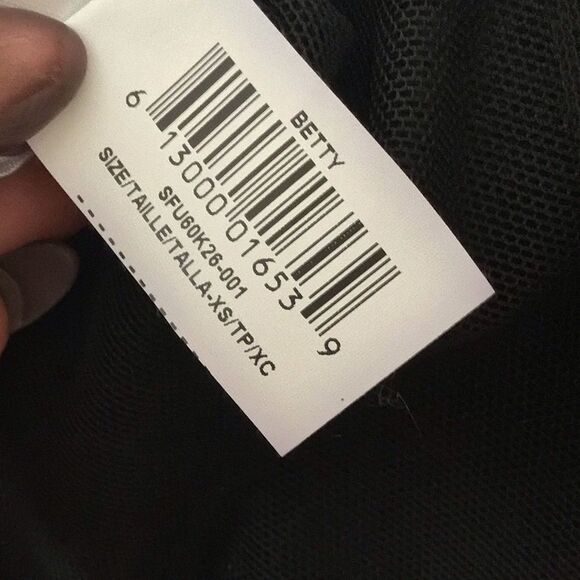 BETTY
6 13000 01653 9
SFU60K26-001
SIZE/TAILLE/TALLA-XS/TP/XC